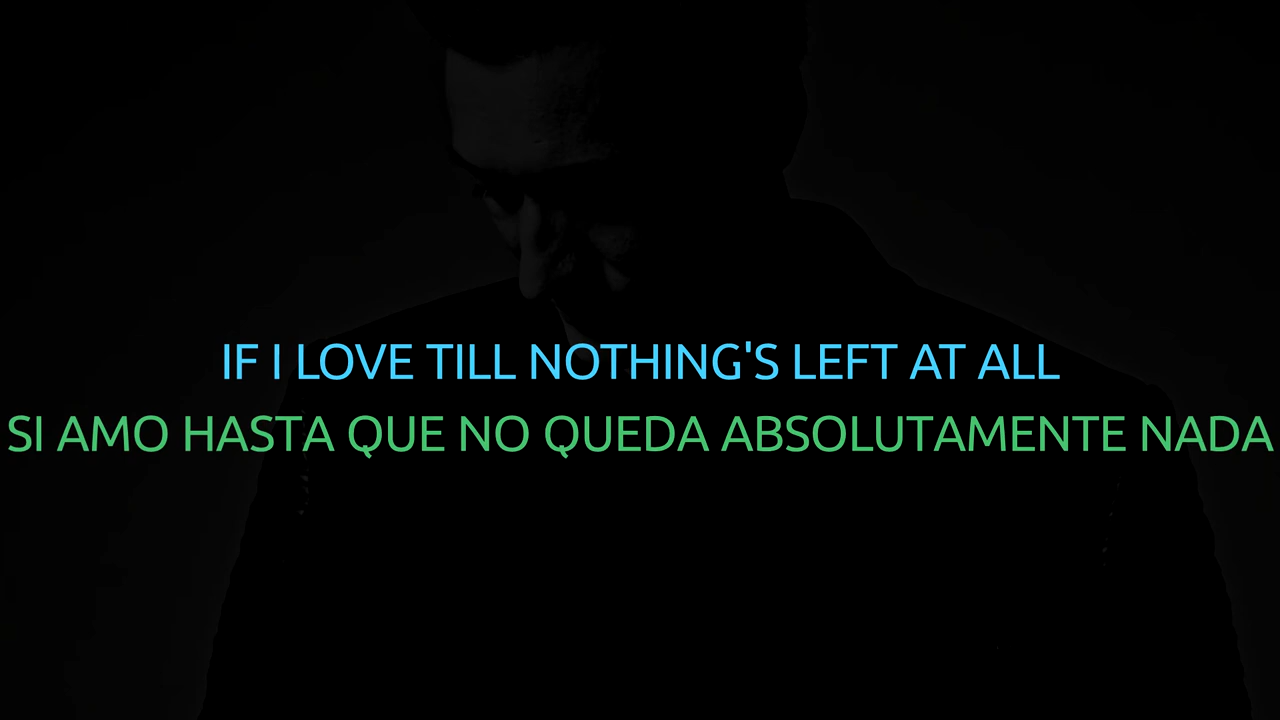 IF I LOVE TILL NOTHING'S LEFT AT ALL
SI AMO HASTA QUE NO QUEDA ABSOLUTAMENTE NADA